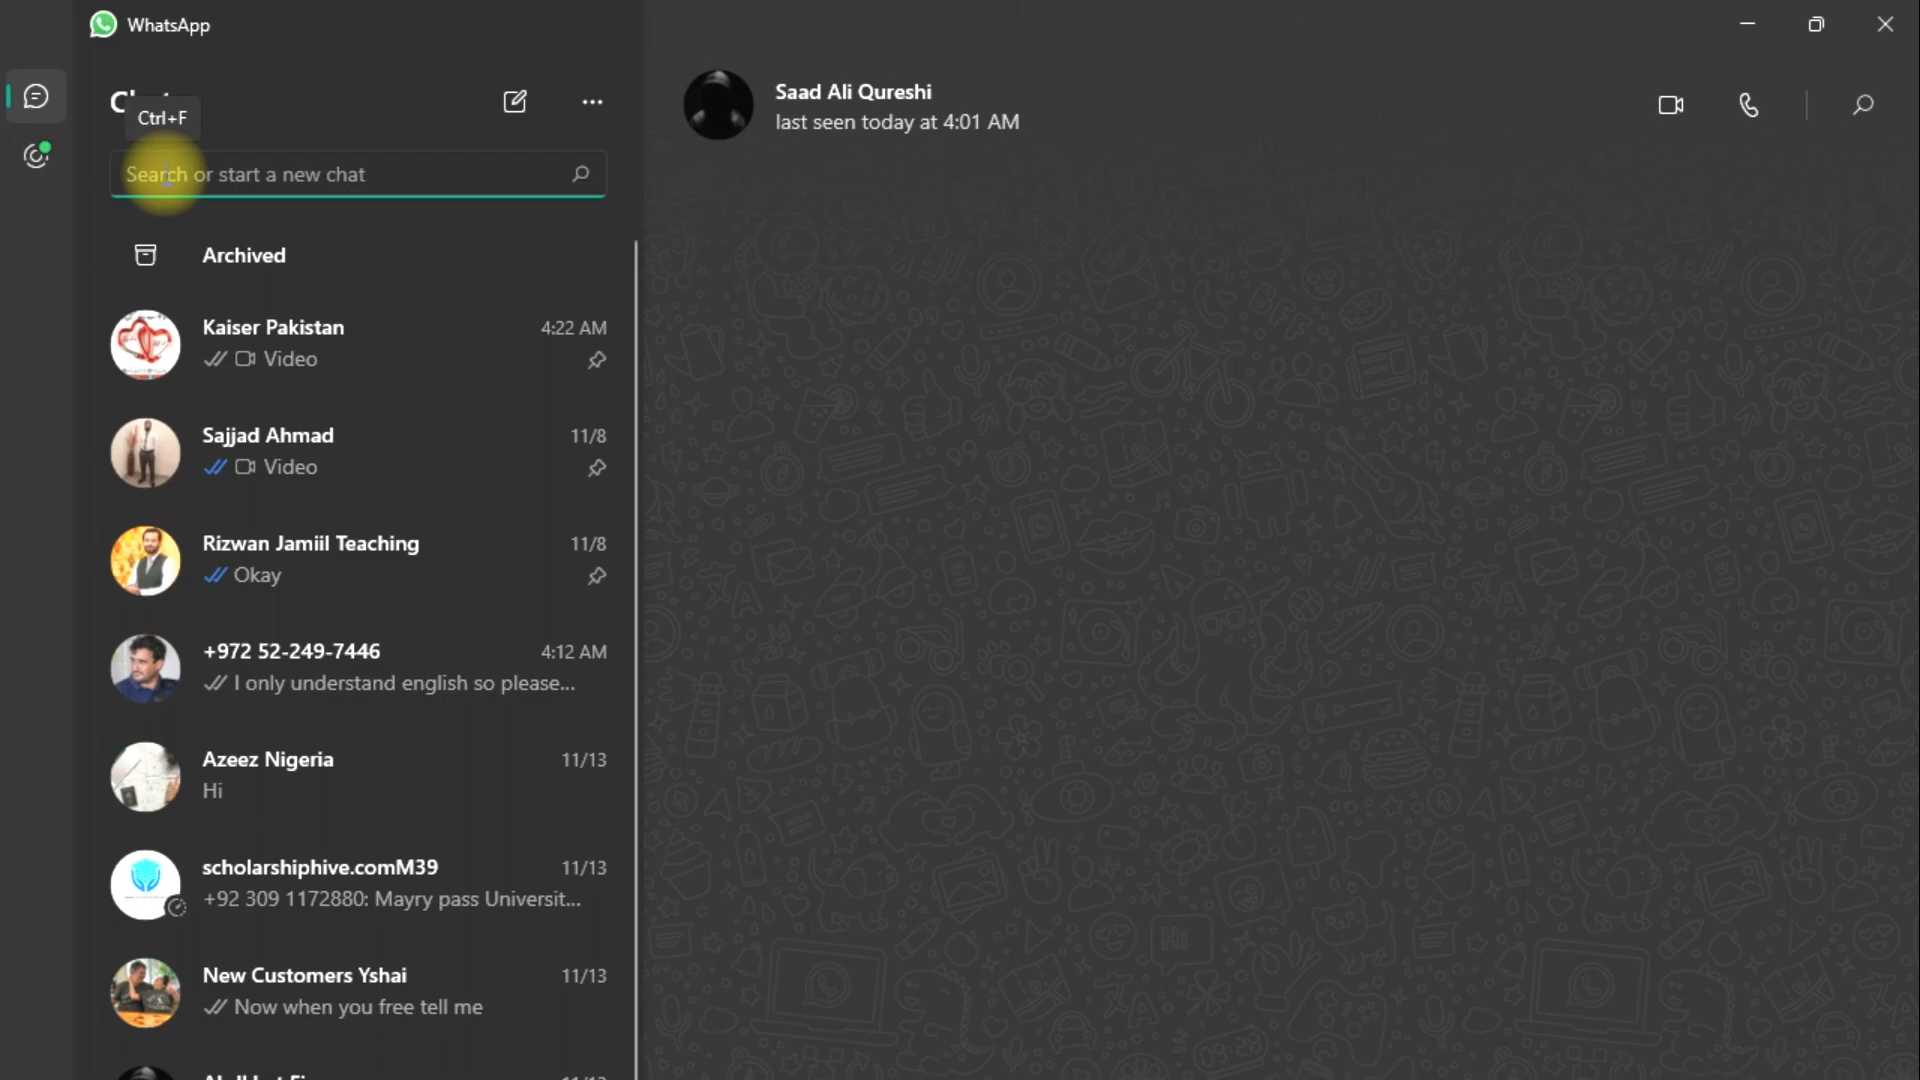 WhatsApp
Ctrl+F
Search or start a new chat
Archived
Kaiser Pakistan
4:22 AM
Video
Sajjad Ahmad
11/8
Video
Rizwan Jamiil Teaching
11/8
Okay
+972 52-249-7446
4:12 AM
I only understand english so please...
Azeez Nigeria
11/13
Hi
scholarshiphive.comM39
11/13
+92 309 1172880: Mayry pass Universit...
New Customers Yshai
11/13
Now when you free tell me
Saad Ali Qureshi
last seen today at 4:01 AM
Hi
09:28